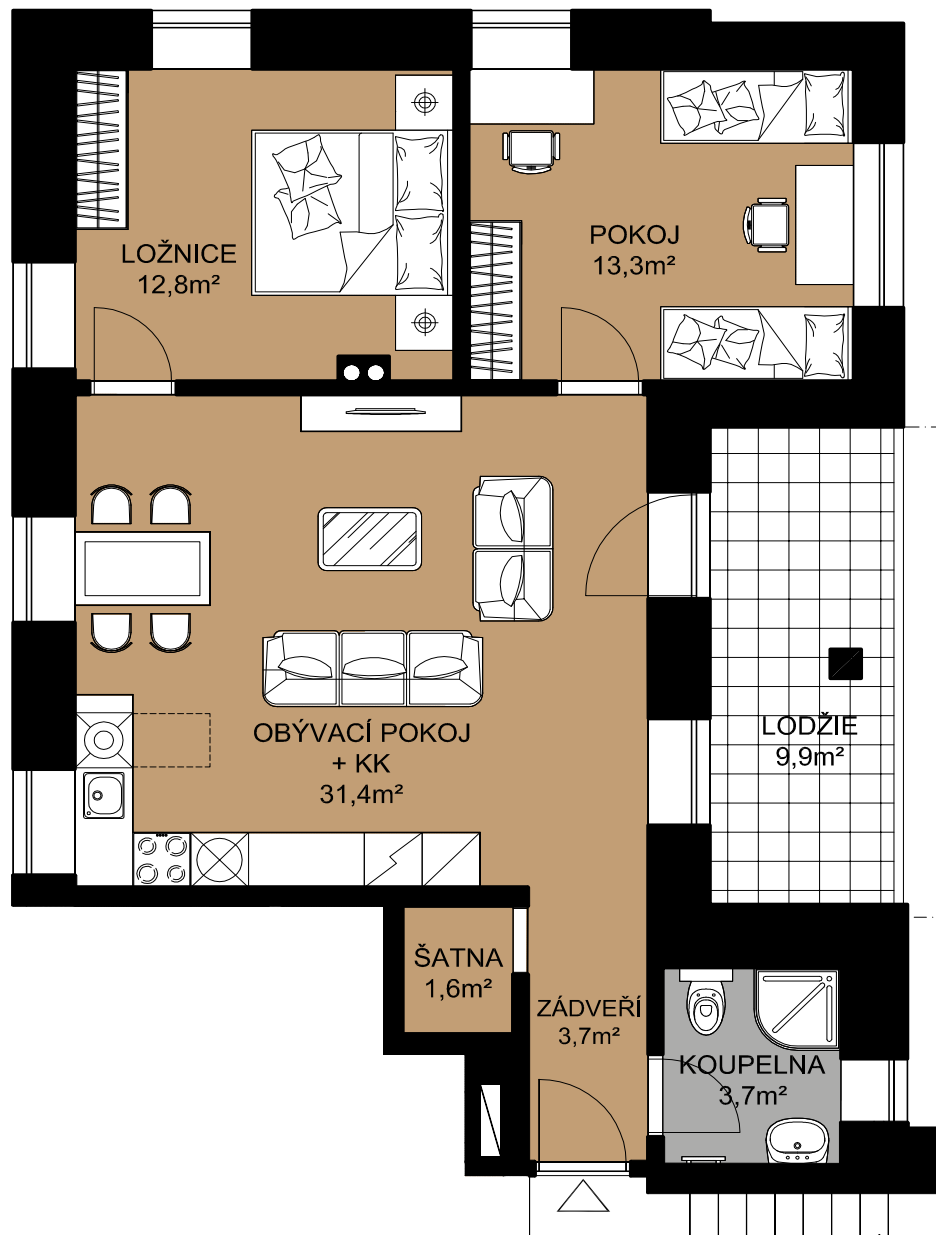 LOŽNICE
12,8m²
POKOJ
13,3m²
OBÝVACÍ POKOJ
+ KK
31,4m²
LODŽIE
9,9m²
ŠATNA
1,6m²
ZÁDVEŘÍ
3,7m²
KOUPELNA
3,7m²